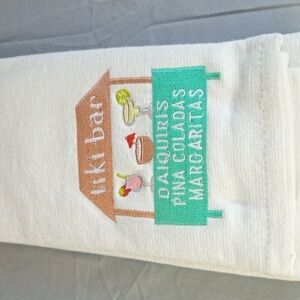 tiki bar
DAIQUIRIS
PINA COLADAS
MARGARITAS